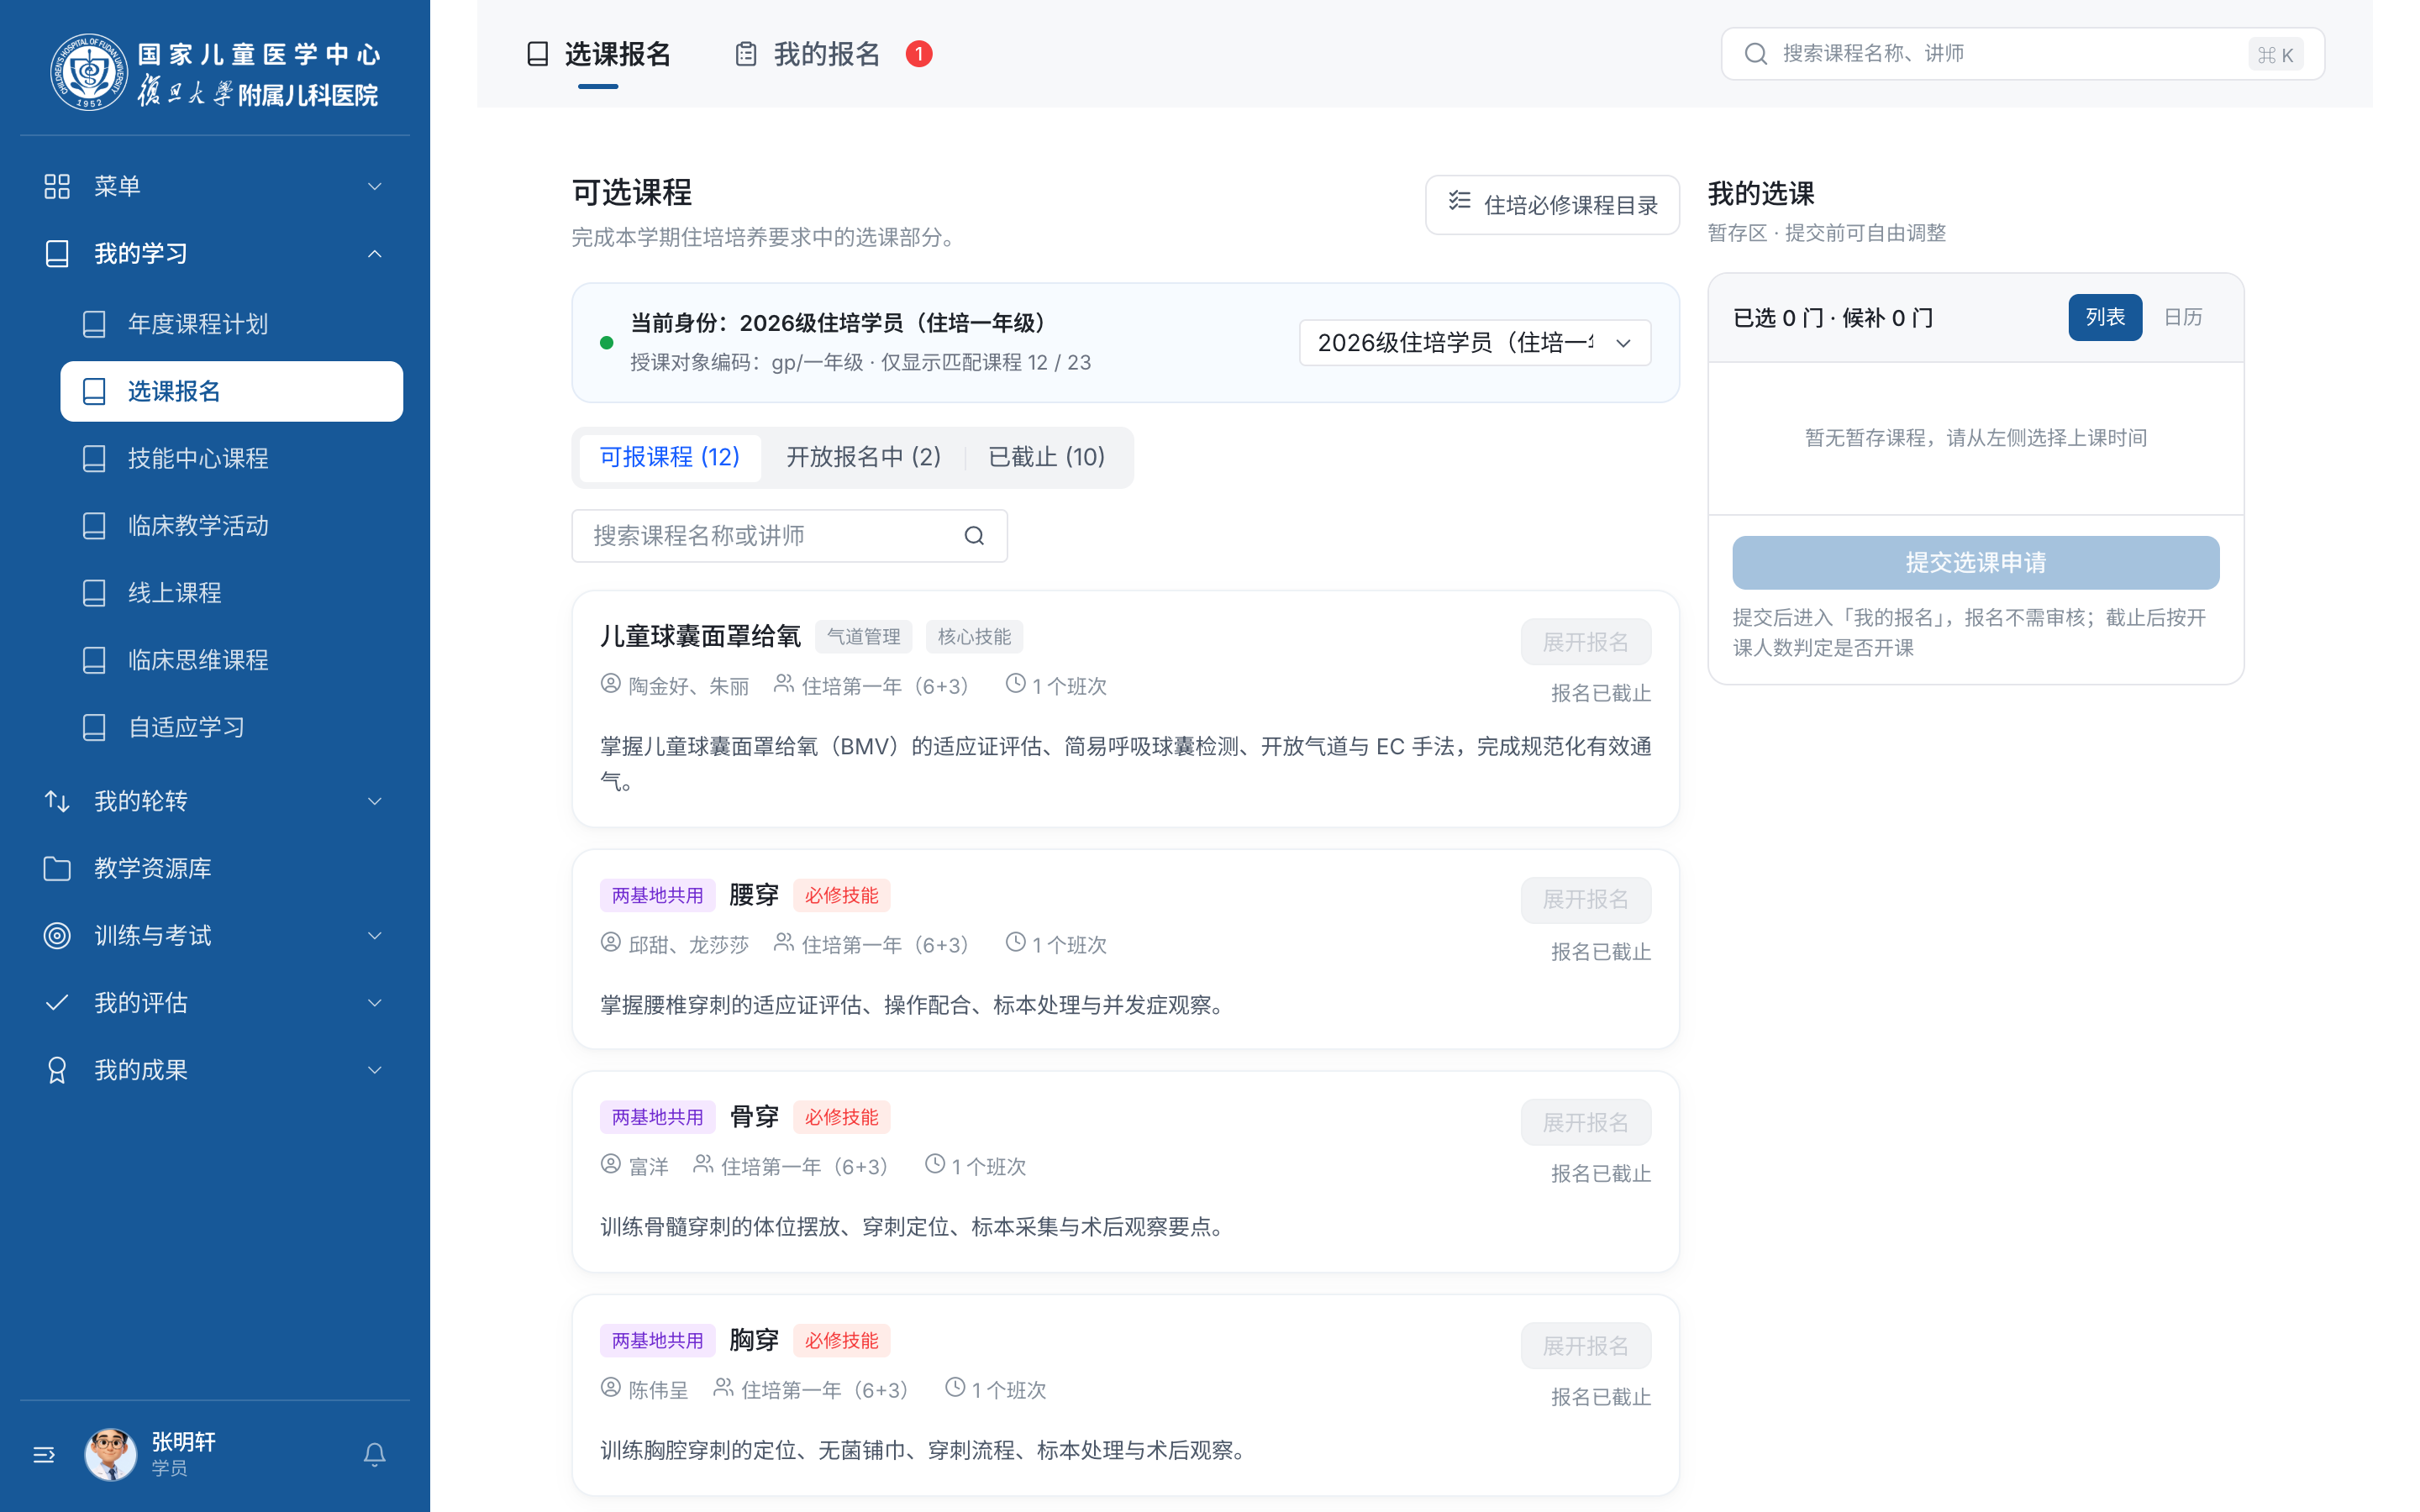 CHILDREN'S HOSPITAL OF FUDAN UNIVERSITY
1952
国家儿童医学中心
復旦大学附属儿科医院
菜单
我的学习
年度课程计划
选课报名
技能中心课程
临床教学活动
线上课程
临床思维课程
自适应学习
我的轮转
教学资源库
训练与考试
我的评估
我的成果
张明轩
学员
选课报名
我的报名 1
搜索课程名称、讲师 ⌘ K
可选课程
完成本学期住培培养要求中的选课部分。
住培必修课程目录
当前身份：2026级住培学员（住培一年级）
授课对象编码：gp/一年级 · 仅显示匹配课程 12 / 23
2026级住培学员（住培一
可报课程 (12) 开放报名中 (2) 已截止 (10)
搜索课程名称或讲师
儿童球囊面罩给氧 气道管理 核心技能
展开报名
陶金好、朱丽 住培第一年（6+3） 1 个班次
报名已截止
掌握儿童球囊面罩给氧（BMV）的适应证评估、简易呼吸球囊检测、开放气道与 EC 手法，完成规范化有效通
气。
两基地共用 腰穿 必修技能
展开报名
邱甜、龙莎莎 住培第一年（6+3） 1 个班次
报名已截止
掌握腰椎穿刺的适应证评估、操作配合、标本处理与并发症观察。
两基地共用 骨穿 必修技能
展开报名
富洋 住培第一年（6+3） 1 个班次
报名已截止
训练骨髓穿刺的体位摆放、穿刺定位、标本采集与术后观察要点。
两基地共用 胸穿 必修技能
展开报名
陈伟呈 住培第一年（6+3） 1 个班次
报名已截止
训练胸腔穿刺的定位、无菌铺巾、穿刺流程、标本处理与术后观察。
我的选课
暂存区 · 提交前可自由调整
已选 0 门 · 候补 0 门
列表 日历
暂无暂存课程，请从左侧选择上课时间
提交选课申请
提交后进入「我的报名」，报名不需审核；截止后按开
课人数判定是否开课